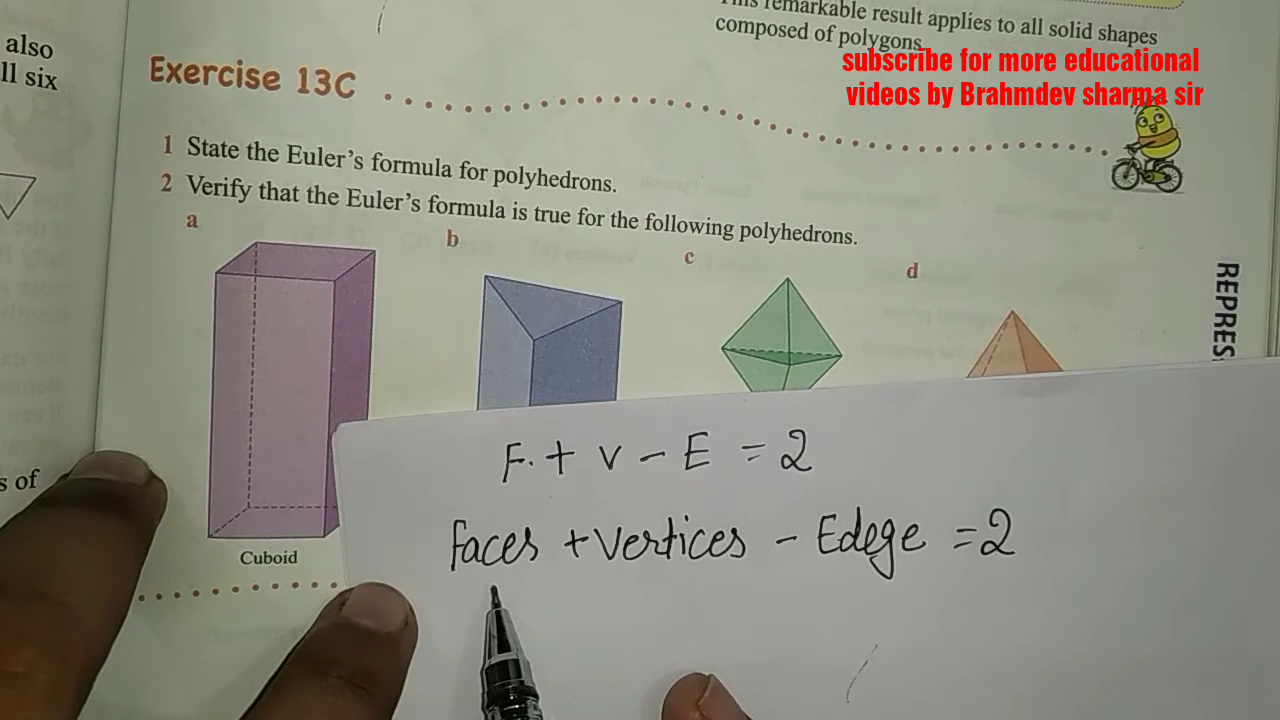 also
ll six
This remarkable result applies to all solid shapes
composed of polygons
subscribe for more educational
videos by Brahmdev sharma sir
Exercise 13C
1 State the Euler's formula for polyhedrons.
2 Verify that the Euler's formula is true for the following polyhedrons.
a
b
c
d
REPRES
F. + V - E = 2
s of
Faces + Vertices - Edege = 2
Cuboid